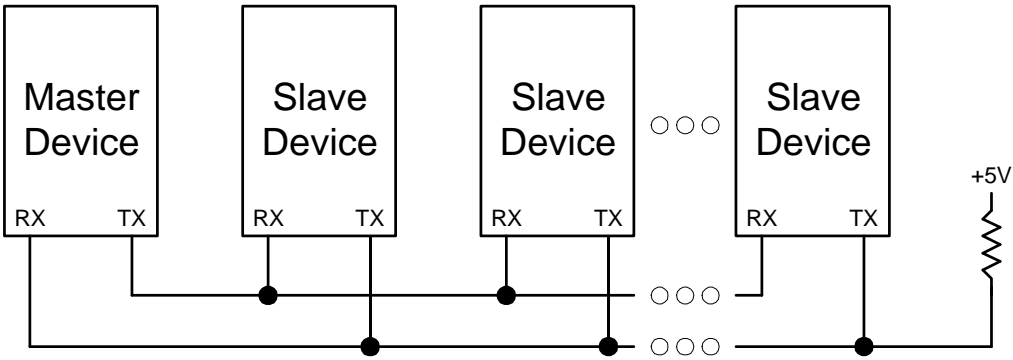 Master
Device
Slave
Device
Slave
Device
Slave
Device
+5V
RX TX
RX TX
RX TX
RX TX